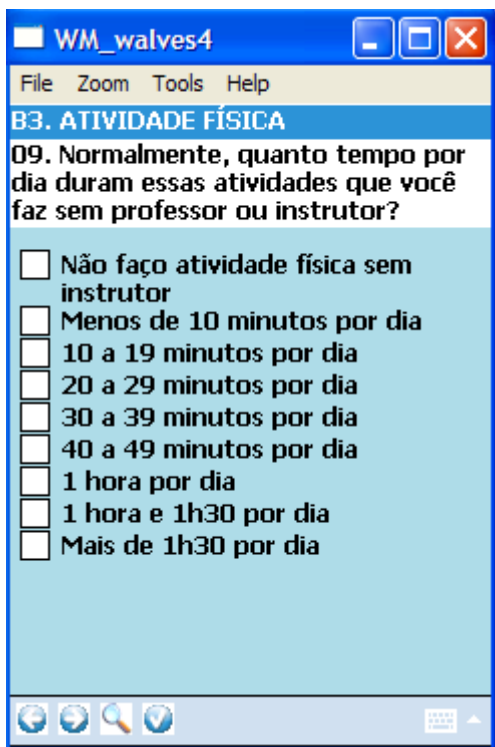 WM_walves4
File Zoom Tools Help
B3. ATIVIDADE FÍSICA
09. Normalmente, quanto tempo por
dia duram essas atividades que você
faz sem professor ou instrutor?
Não faço atividade física sem
instrutor
Menos de 10 minutos por dia
10 a 19 minutos por dia
20 a 29 minutos por dia
30 a 39 minutos por dia
40 a 49 minutos por dia
1 hora por dia
1 hora e 1h30 por dia
Mais de 1h30 por dia